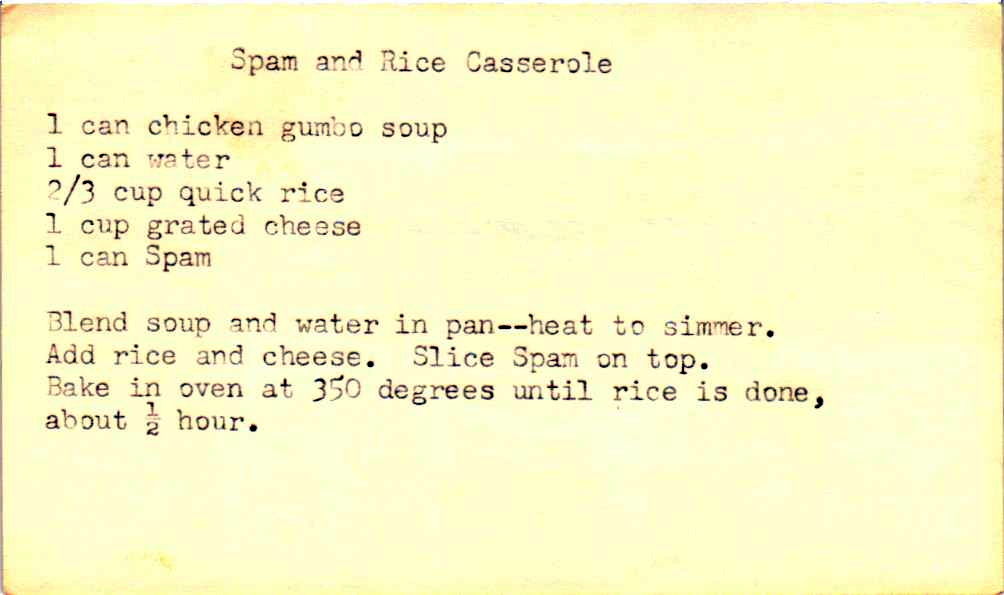 Spam and Rice Casserole
1 can chicken gumbo soup
1 can water
2/3 cup quick rice
1 cup grated cheese
1 can Spam
Blend soup and water in pan--heat to simmer.
Add rice and cheese.  Slice Spam on top.
Bake in oven at 350 degrees until rice is done,
about ½ hour.